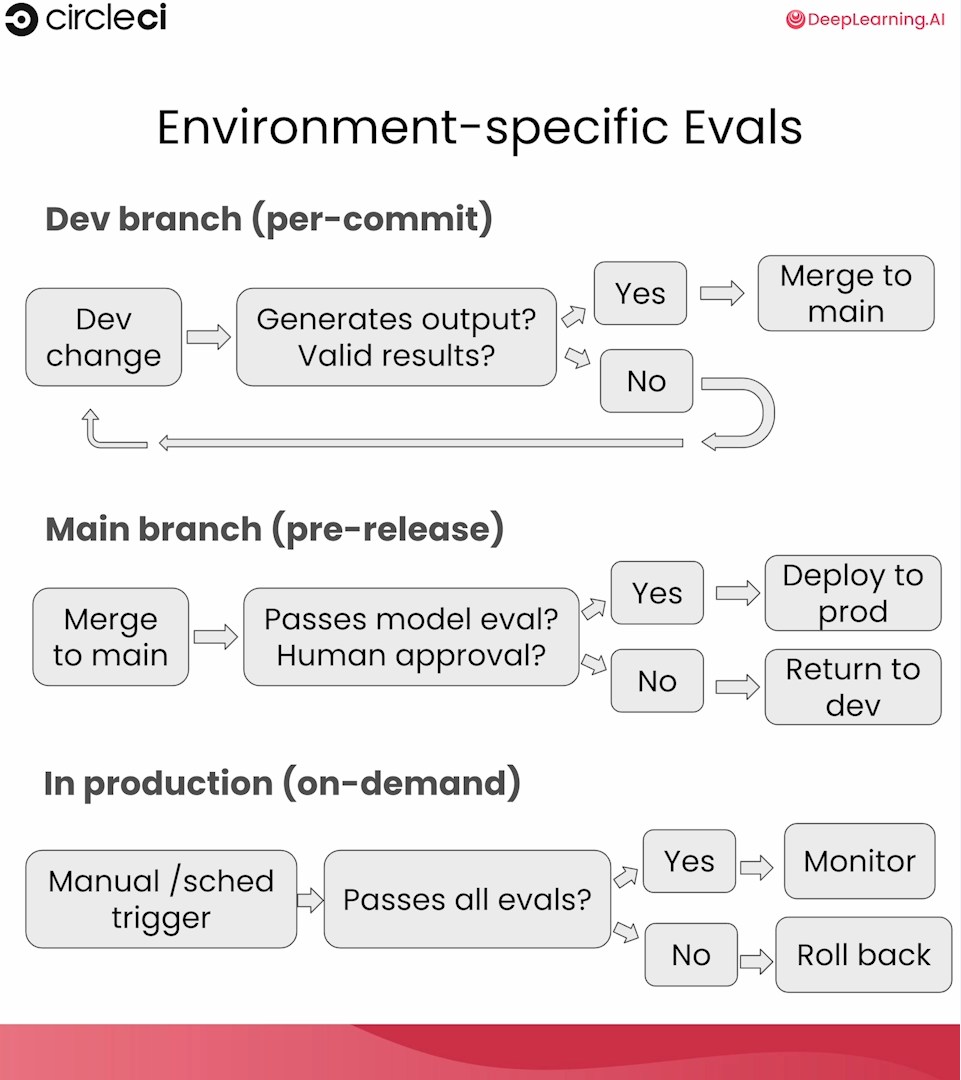 circleci
DeepLearning.AI
Environment-specific Evals
Dev branch (per-commit)
Dev
change
Generates output?
Valid results?
Yes
Merge to
main
No
Main branch (pre-release)
Merge
to main
Passes model eval?
Human approval?
Yes
Deploy to
prod
No
Return to
dev
In production (on-demand)
Manual /sched
trigger
Passes all evals?
Yes
Monitor
No
Roll back